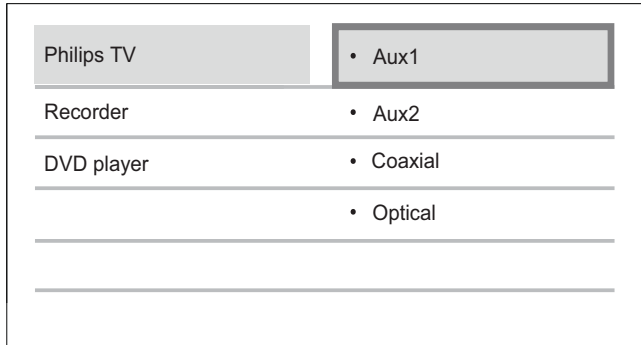 Philips TV
• Aux1
Recorder
• Aux2
DVD player
• Coaxial
• Optical